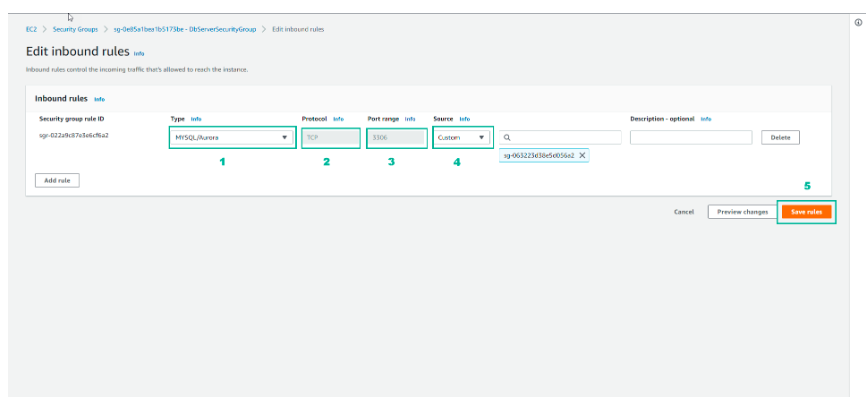 EC2 > Security Groups > sg-0e85a1bea1b5173be - DbServerSecurityGroup > Edit inbound rules
Edit inbound rules Info
Inbound rules control the incoming traffic that's allowed to reach the instance.
Inbound rules Info
Security group rule ID Type Info Protocol Info Port range Info Source Info Description - optional Info
sgr-022a9c87e3e6cf6a2 MYSQL/Aurora TCP 3306 Custom Delete
sg-063223d38e5e056a2 X
1 2 3 4
Add rule
5
Cancel Preview changes Save rules